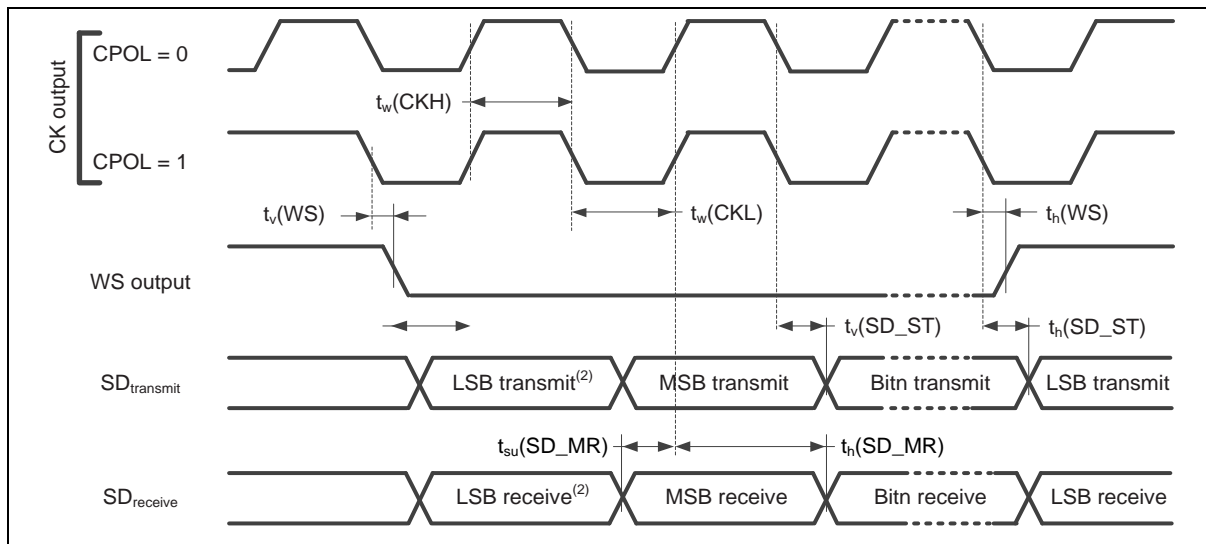 CK output
CPOL = 0
tw(CKH)
CPOL = 1
tv(WS)
tw(CKL)
th(WS)
WS output
tv(SD_ST)
th(SD_ST)
SDtransmit
LSB transmit(2)
MSB transmit
Bitn transmit
LSB transmit
tsu(SD_MR)
th(SD_MR)
SDreceive
LSB receive(2)
MSB receive
Bitn receive
LSB receive